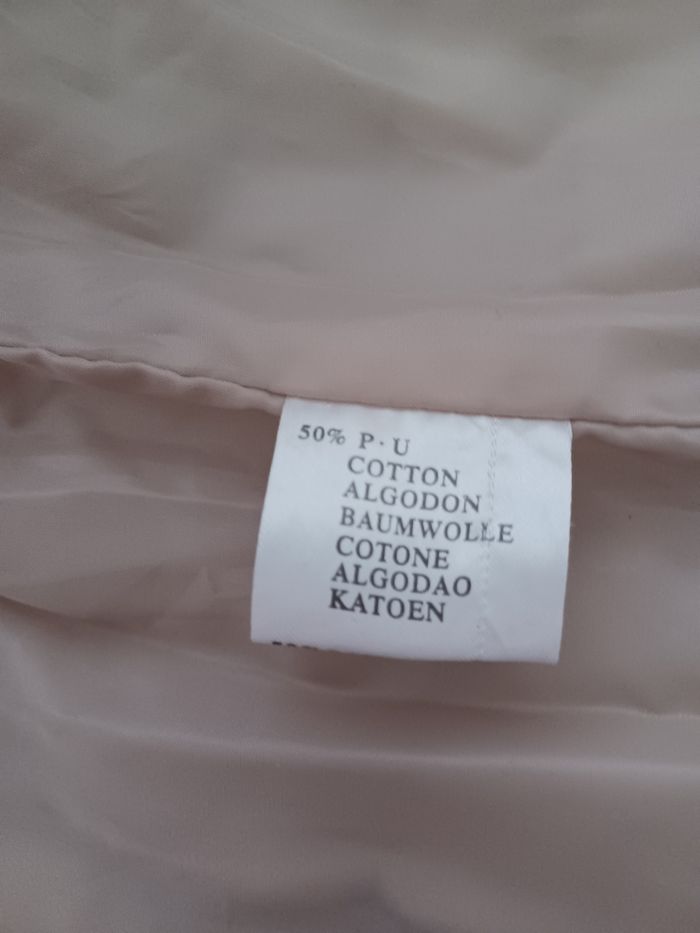 50% P·U
COTTON
ALGODON
BAUMWOLLE
COTONE
ALGODAO
KATOEN